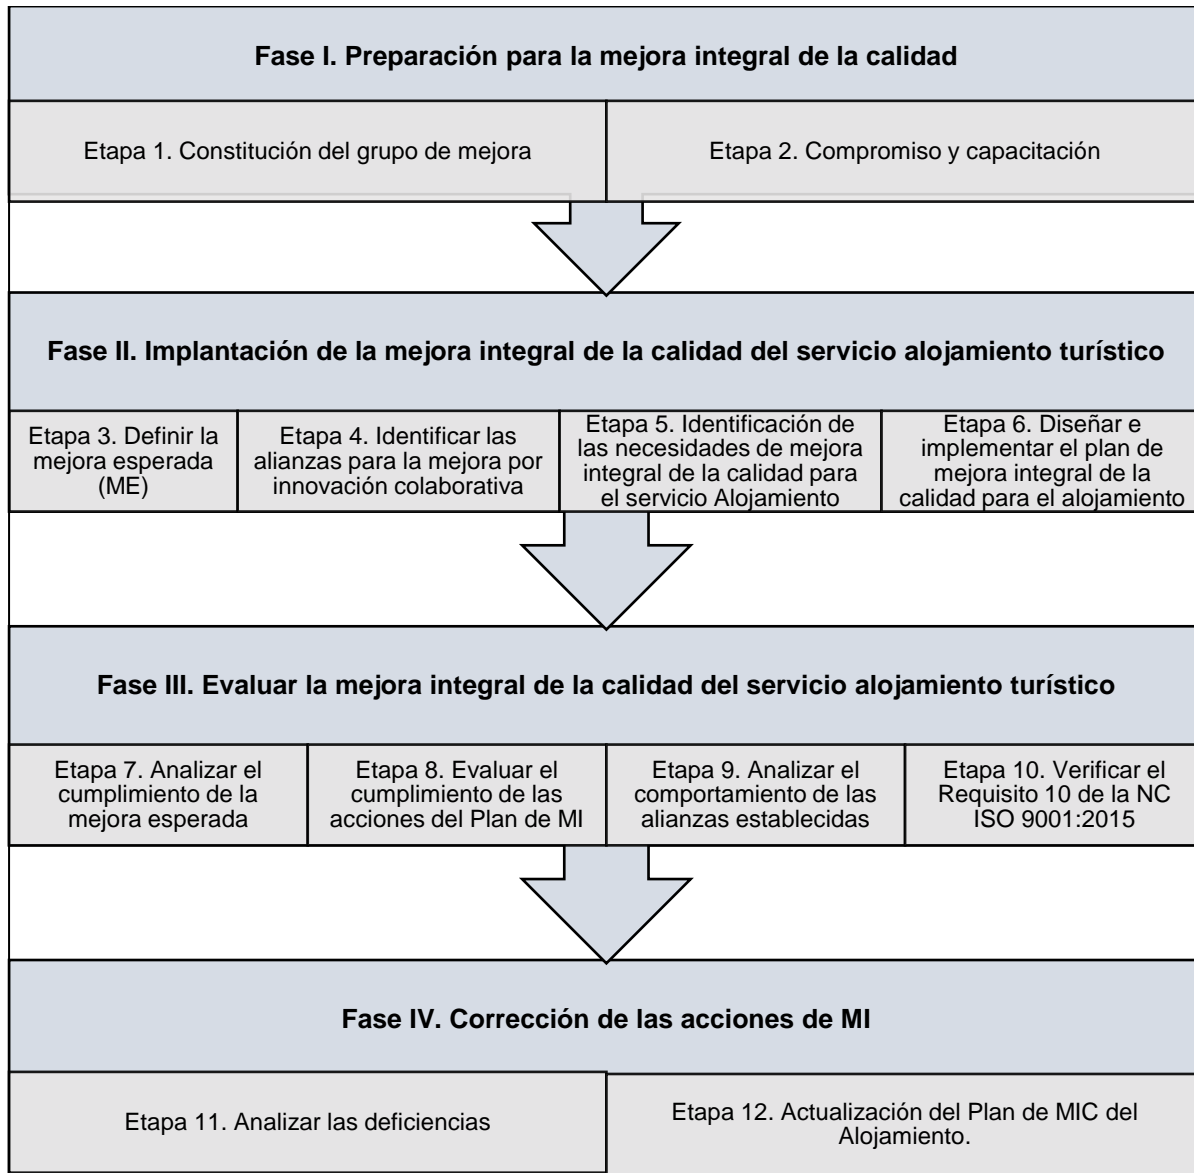 Fase I. Preparación para la mejora integral de la calidad
Etapa 1. Constitución del grupo de mejora
Etapa 2. Compromiso y capacitación
Fase II. Implantación de la mejora integral de la calidad del servicio alojamiento turístico
Etapa 3. Definir la
mejora esperada
(ME)
Etapa 4. Identificar las
alianzas para la mejora por
innovación colaborativa
Etapa 5. Identificación de
las necesidades de mejora
integral de la calidad para
el servicio Alojamiento
Etapa 6. Diseñar e
implementar el plan de
mejora integral de la
calidad para el alojamiento
Fase III. Evaluar la mejora integral de la calidad del servicio alojamiento turístico
Etapa 7. Analizar el
cumplimiento de la
mejora esperada
Etapa 8. Evaluar el
cumplimiento de las
acciones del Plan de MI
Etapa 9. Analizar el
comportamiento de las
alianzas establecidas
Etapa 10. Verificar el
Requisito 10 de la NC
ISO 9001:2015
Fase IV. Corrección de las acciones de MI
Etapa 11. Analizar las deficiencias
Etapa 12. Actualización del Plan de MIC del
Alojamiento.